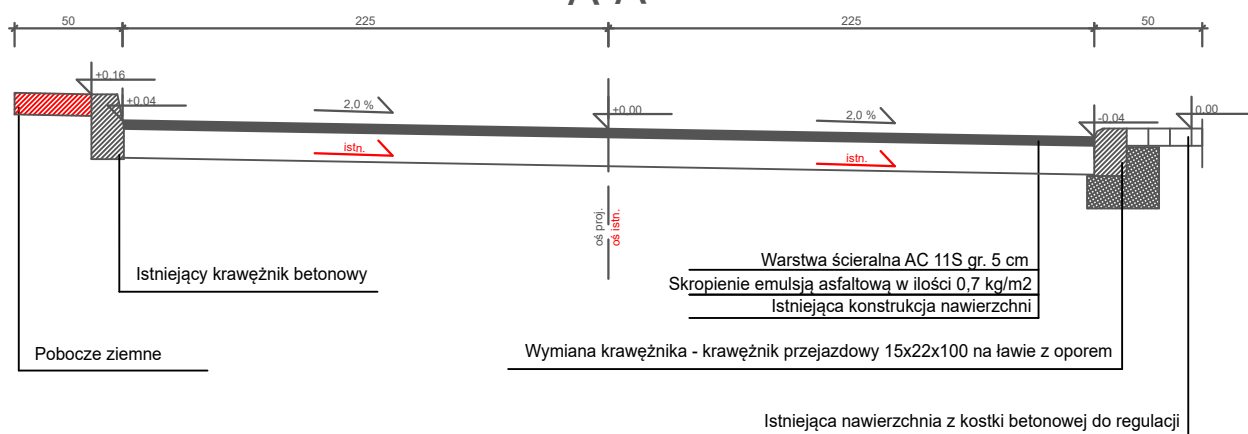 50 225 225 50
+0.16
+0.04
2,0 %
+0.00
2,0 %
-0.04
0.00
istn.
istn.
oś proj.
oś istn.
Istniejący krawężnik betonowy
Warstwa ścieralna AC 11S gr. 5 cm
Skropienie emulsją asfaltową w ilości 0,7 kg/m2
Istniejąca konstrukcja nawierzchni
Pobocze ziemne
Wymiana krawężnika - krawężnik przejazdowy 15x22x100 na ławie z oporem
Istniejąca nawierzchnia z kostki betonowej do regulacji